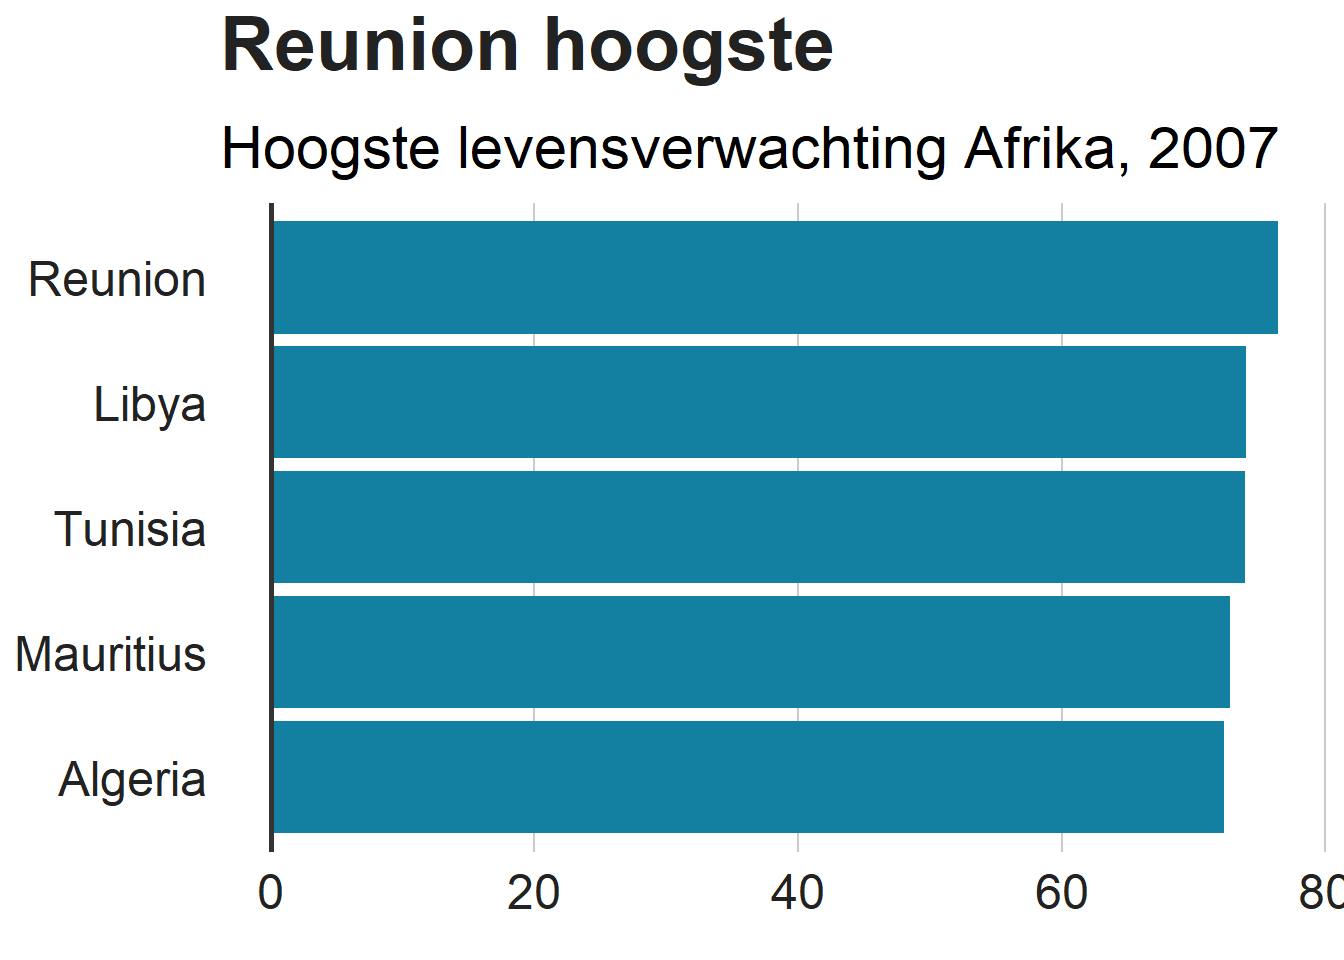 Reunion hoogste
Hoogste levensverwachting Afrika, 2007
Reunion
Libya
Tunisia
Mauritius
Algeria
0 20 40 60 80